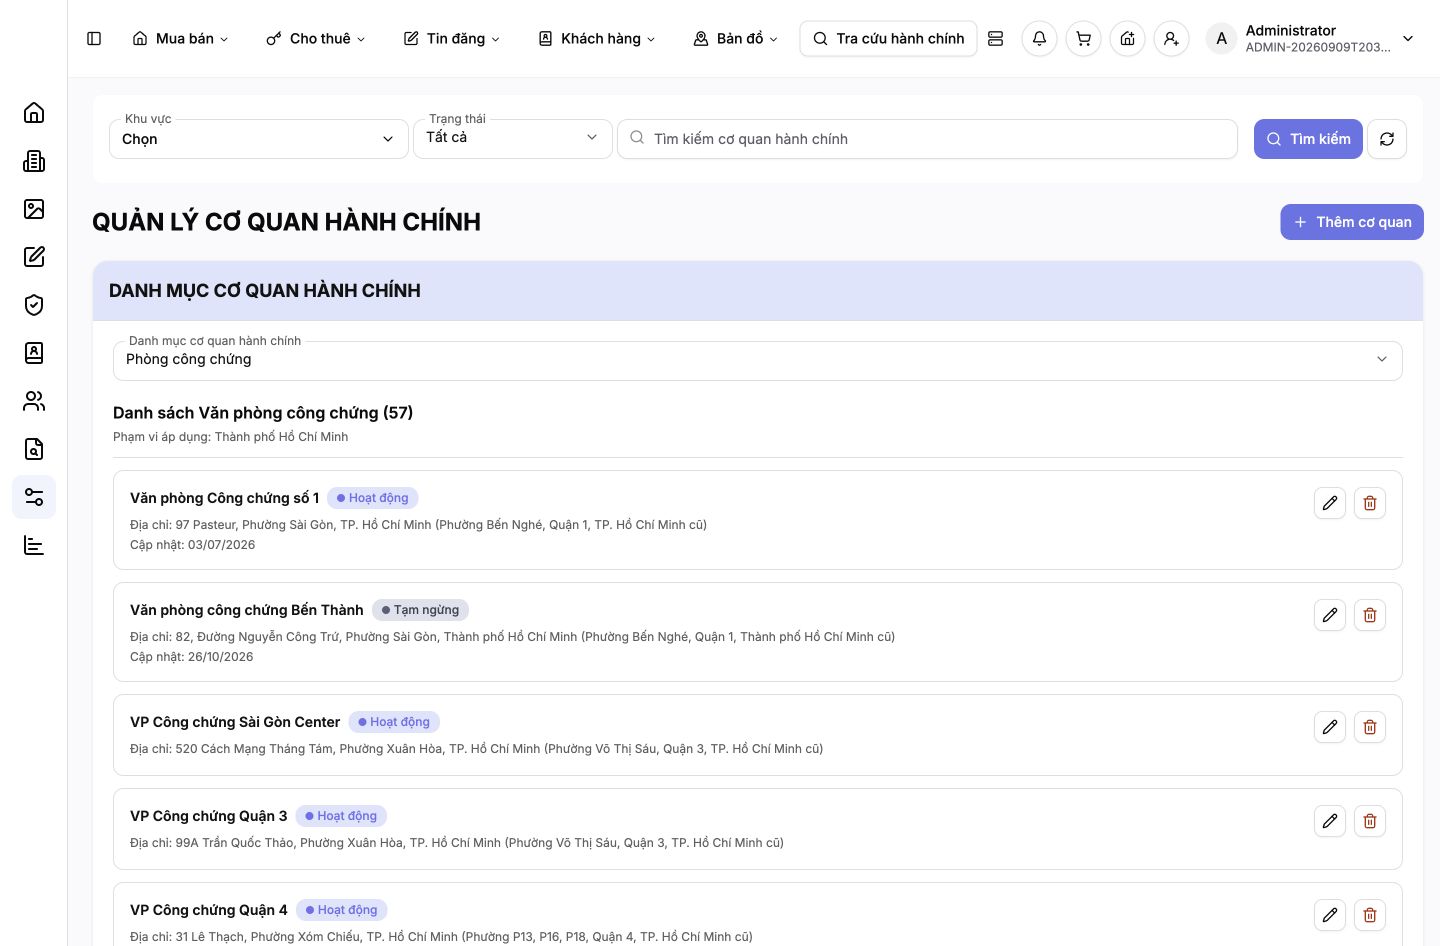 Mua bán
Cho thuê
Tin đăng
Khách hàng
Bản đồ
Tra cứu hành chính
A
Administrator
ADMIN-20260909T203...
Khu vực
Chọn
Trạng thái
Tất cả
Tìm kiếm cơ quan hành chính
Tìm kiếm
QUẢN LÝ CƠ QUAN HÀNH CHÍNH
Thêm cơ quan
DANH MỤC CƠ QUAN HÀNH CHÍNH
Danh mục cơ quan hành chính
Phòng công chứng
Danh sách Văn phòng công chứng (57)
Phạm vi áp dụng: Thành phố Hồ Chí Minh
Văn phòng Công chứng số 1 Hoạt động
Địa chỉ: 97 Pasteur, Phường Sài Gòn, TP. Hồ Chí Minh (Phường Bến Nghé, Quận 1, TP. Hồ Chí Minh cũ)
Cập nhật: 03/07/2026
Văn phòng công chứng Bến Thành Tạm ngừng
Địa chỉ: 82, Đường Nguyễn Công Trứ, Phường Sài Gòn, Thành phố Hồ Chí Minh (Phường Bến Nghé, Quận 1, Thành phố Hồ Chí Minh cũ)
Cập nhật: 26/10/2026
VP Công chứng Sài Gòn Center Hoạt động
Địa chỉ: 520 Cách Mạng Tháng Tám, Phường Xuân Hòa, TP. Hồ Chí Minh (Phường Võ Thị Sáu, Quận 3, TP. Hồ Chí Minh cũ)
VP Công chứng Quận 3 Hoạt động
Địa chỉ: 99A Trần Quốc Thảo, Phường Xuân Hòa, TP. Hồ Chí Minh (Phường Võ Thị Sáu, Quận 3, TP. Hồ Chí Minh cũ)
VP Công chứng Quận 4 Hoạt động
Địa chỉ: 31 Lê Thạch, Phường Xóm Chiếu, TP. Hồ Chí Minh (Phường P13, P16, P18, Quận 4, TP. Hồ Chí Minh cũ)